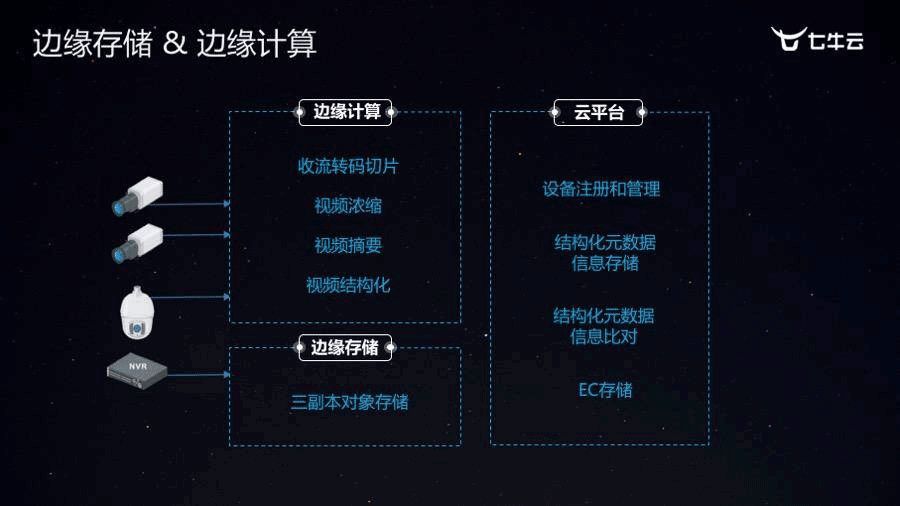 边缘存储 & 边缘计算
七牛云
边缘计算
收流转码切片
视频浓缩
视频摘要
视频结构化
NVR
边缘存储
三副本对象存储
云平台
设备注册和管理
结构化元数据
信息存储
结构化元数据
信息比对
EC存储